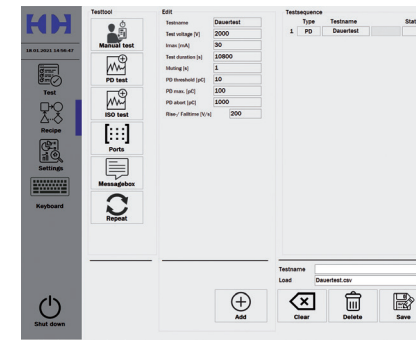 HH
18.01.2021 14:58:47
Test
Recipe
Settings
Keyboard
Shut down
Testtool
Manual test
PD test
ISO test
Ports
Messagebox
Repeat
Edit
Testname Dauertest
Test voltage [V] 2000
Imax [mA] 30
Test duration [s] 10800
Muting [s] 1
PD threshold [pC] 10
PD max. [pC] 100
PD abort [pC] 1000
Rise-/ Falltime [V/s] 200
Add
Testsequence
Type Testname Stat
1 PD Dauertest
Testname
Load Dauertest.csv
Clear
Delete
Save